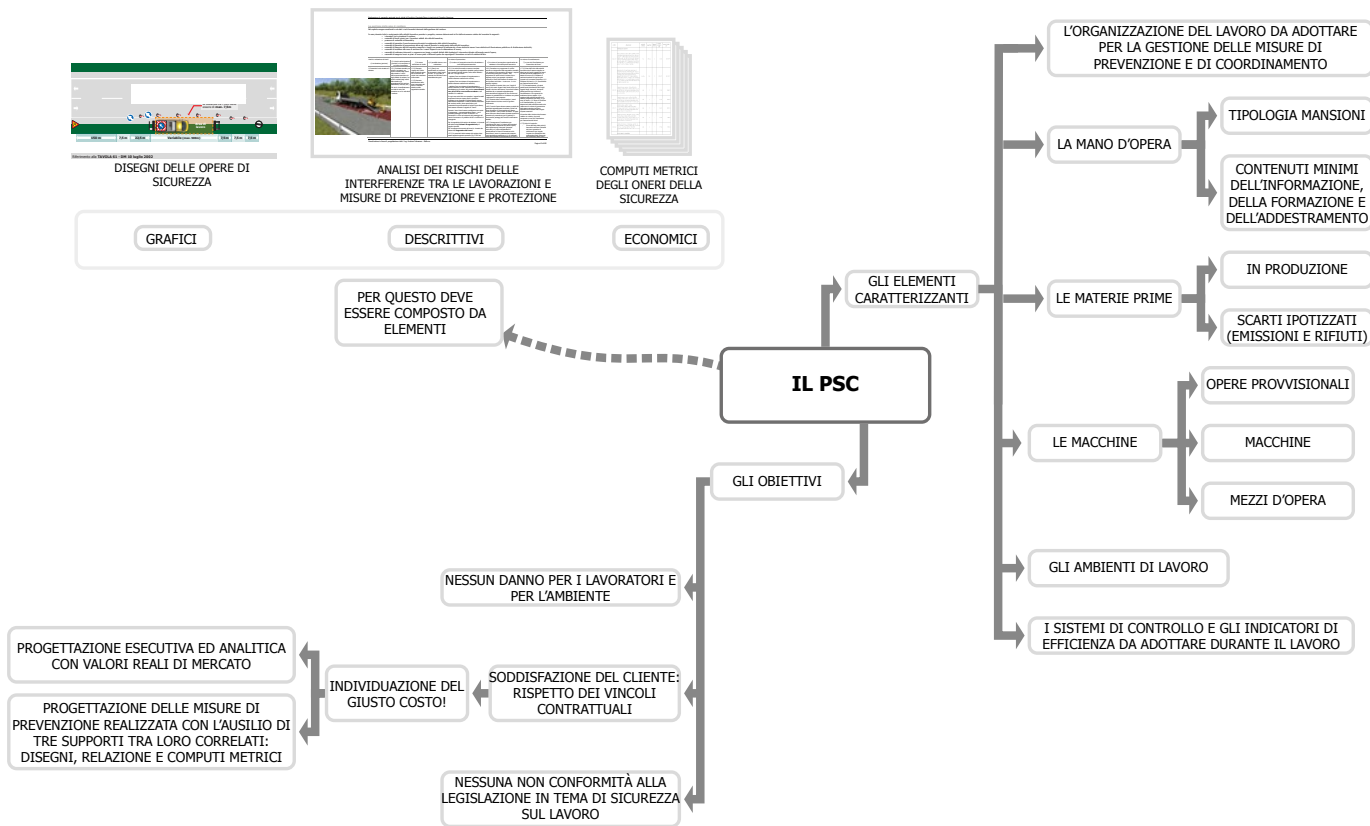 DISEGNI DELLE OPERE DI
SICUREZZA
ANALISI DEI RISCHI DELLE
INTERFERENZE TRA LE LAVORAZIONI E
MISURE DI PREVENZIONE E PROTEZIONE
COMPUTI METRICI
DEGLI ONERI DELLA
SICUREZZA
GRAFICI
DESCRITTIVI
ECONOMICI
PER QUESTO DEVE
ESSERE COMPOSTO DA
ELEMENTI
IL PSC
GLI ELEMENTI
CARATTERIZZANTI
L'ORGANIZZAZIONE DEL LAVORO DA ADOTTARE
PER LA GESTIONE DELLE MISURE DI
PREVENZIONE E DI COORDINAMENTO
LA MANO D'OPERA
TIPOLOGIA MANSIONI
CONTENUTI MINIMI
DELL'INFORMAZIONE,
DELLA FORMAZIONE E
DELL'ADDESTRAMENTO
LE MATERIE PRIME
IN PRODUZIONE
SCARTI IPOTIZZATI
(EMISSIONI E RIFIUTI)
LE MACCHINE
OPERE PROVVISIONALI
MACCHINE
MEZZI D'OPERA
GLI AMBIENTI DI LAVORO
I SISTEMI DI CONTROLLO E GLI INDICATORI DI
EFFICIENZA DA ADOTTARE DURANTE IL LAVORO
GLI OBIETTIVI
NESSUN DANNO PER I LAVORATORI E
PER L'AMBIENTE
SODDISFAZIONE DEL CLIENTE:
RISPETTO DEI VINCOLI
CONTRATTUALI
INDIVIDUAZIONE DEL
GIUSTO COSTO!
PROGETTAZIONE ESECUTIVA ED ANALITICA
CON VALORI REALI DI MERCATO
PROGETTAZIONE DELLE MISURE DI
PREVENZIONE REALIZZATA CON L'AUSILIO DI
TRE SUPPORTI TRA LORO CORRELATI:
DISEGNI, RELAZIONE E COMPUTI METRICI
NESSUNA NON CONFORMITÀ ALLA
LEGISLAZIONE IN TEMA DI SICUREZZA
SUL LAVORO